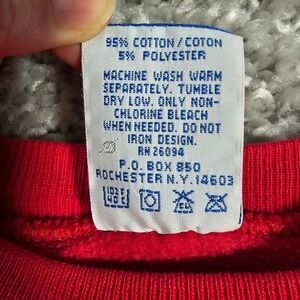 95% COTTON/COTON
5% POLYESTER
MACHINE WASH WARM
SEPARATELY. TUMBLE
DRY LOW. ONLY NON-
CHLORINE BLEACH
WHEN NEEDED. DO NOT
IRON DESIGN.
RN 26094
P.O. BOX 850
ROCHESTER N.Y. 14603